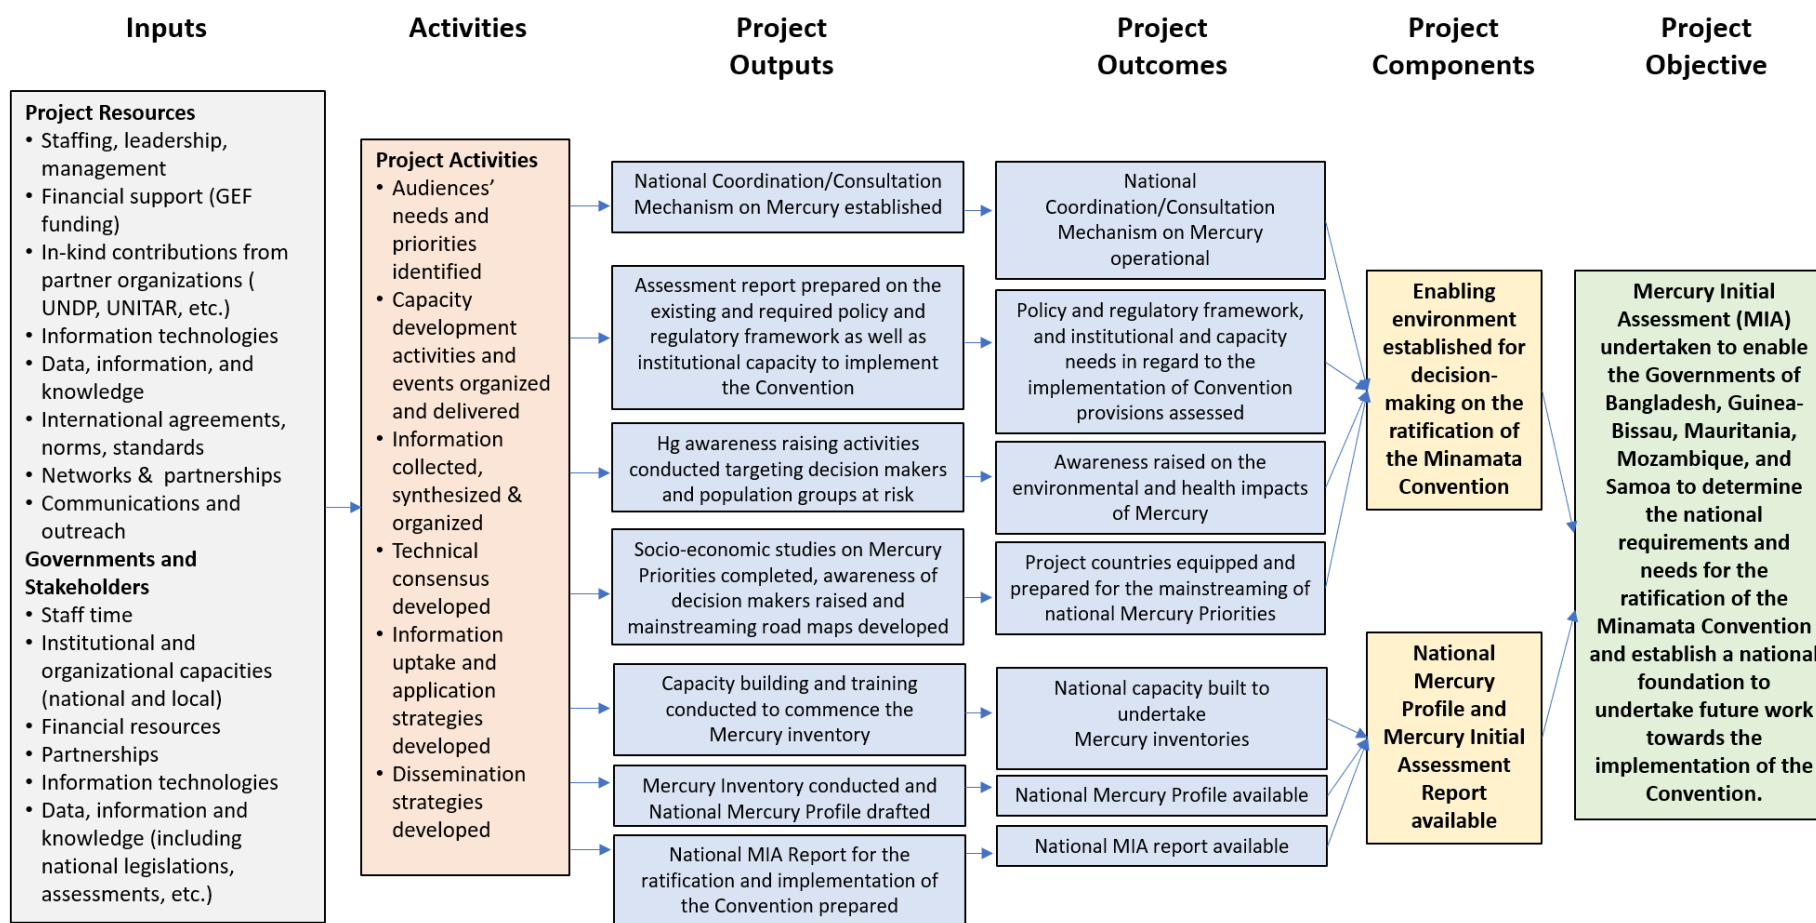 Inputs
Activities
Project
Outputs
Project
Outcomes
Project
Components
Project
Objective
Project Resources
• Staffing, leadership,
management
• Financial support (GEF
funding)
• In-kind contributions from
partner organizations (
UNDP, UNITAR, etc.)
• Information technologies
• Data, information, and
knowledge
• International agreements,
norms, standards
• Networks & partnerships
• Communications and
outreach
Governments and
Stakeholders
• Staff time
• Institutional and
organizational capacities
(national and local)
• Financial resources
• Partnerships
• Information technologies
• Data, information and
knowledge (including
national legislations,
assessments, etc.)
Project Activities
• Audiences’
needs and
priorities
identified
• Capacity
development
activities and
events organized
and delivered
• Information
collected,
synthesized &
organized
• Technical
consensus
developed
• Information
uptake and
application
strategies
developed
• Dissemination
strategies
developed
National Coordination/Consultation
Mechanism on Mercury established
Assessment report prepared on the
existing and required policy and
regulatory framework as well as
institutional capacity to implement
the Convention
Hg awareness raising activities
conducted targeting decision makers
and population groups at risk
Socio-economic studies on Mercury
Priorities completed, awareness of
decision makers raised and
mainstreaming road maps developed
Capacity building and training
conducted to commence the
Mercury inventory
Mercury Inventory conducted and
National Mercury Profile drafted
National MIA Report for the
ratification and implementation of
the Convention prepared
National
Coordination/Consultation
Mechanism on Mercury
operational
Policy and regulatory framework,
and institutional and capacity
needs in regard to the
implementation of Convention
provisions assessed
Awareness raised on the
environmental and health impacts
of Mercury
Project countries equipped and
prepared for the mainstreaming of
national Mercury Priorities
National capacity built to
undertake
Mercury inventories
National Mercury Profile available
National MIA report available
Enabling
environment
established for
decision-
making on the
ratification of
the Minamata
Convention
National
Mercury
Profile and
Mercury Initial
Assessment
Report
available
Mercury Initial
Assessment (MIA)
undertaken to enable
the Governments of
Bangladesh, Guinea-
Bissau, Mauritania,
Mozambique, and
Samoa to determine
the national
requirements and
needs for the
ratification of the
Minamata Convention
and establish a national
foundation to
undertake future work
towards the
implementation of the
Convention.